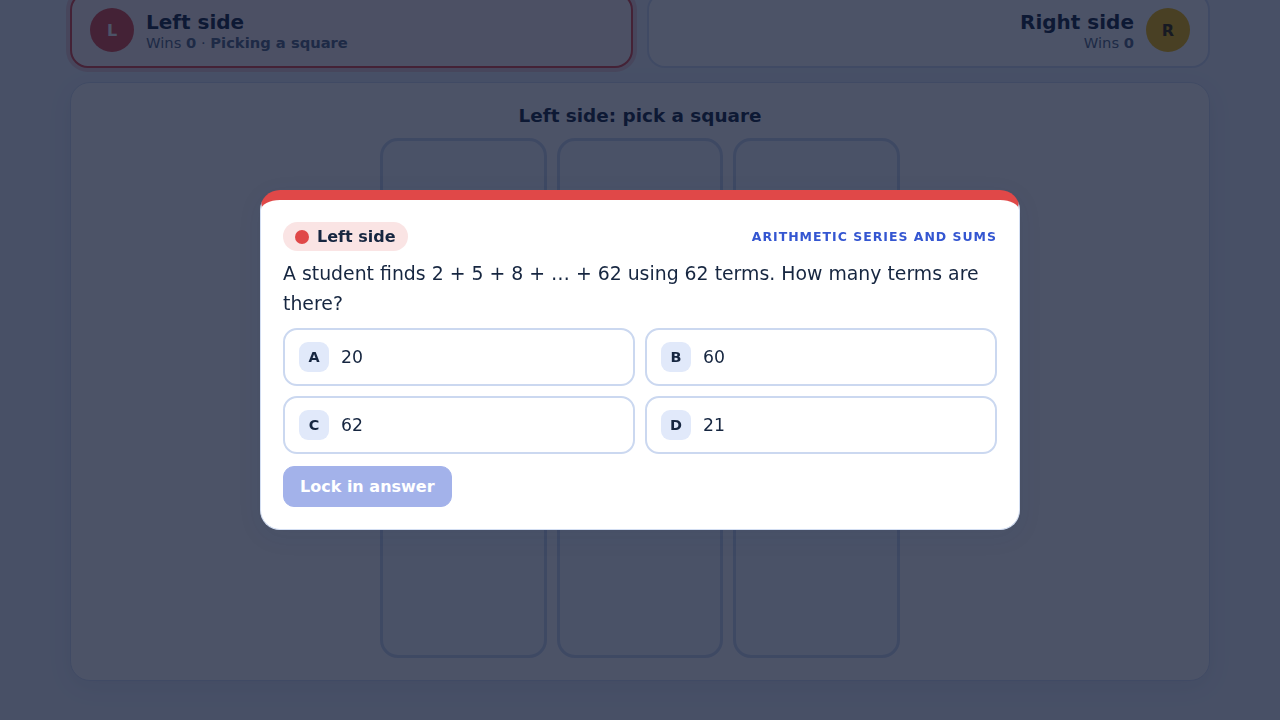 L
Left side
Wins 0 · Picking a square
Right side
Wins 0
R
Left side: pick a square
Left side
ARITHMETIC SERIES AND SUMS
A student finds 2 + 5 + 8 + … + 62 using 62 terms. How many terms are
there?
A 20
B 60
C 62
D 21
Lock in answer